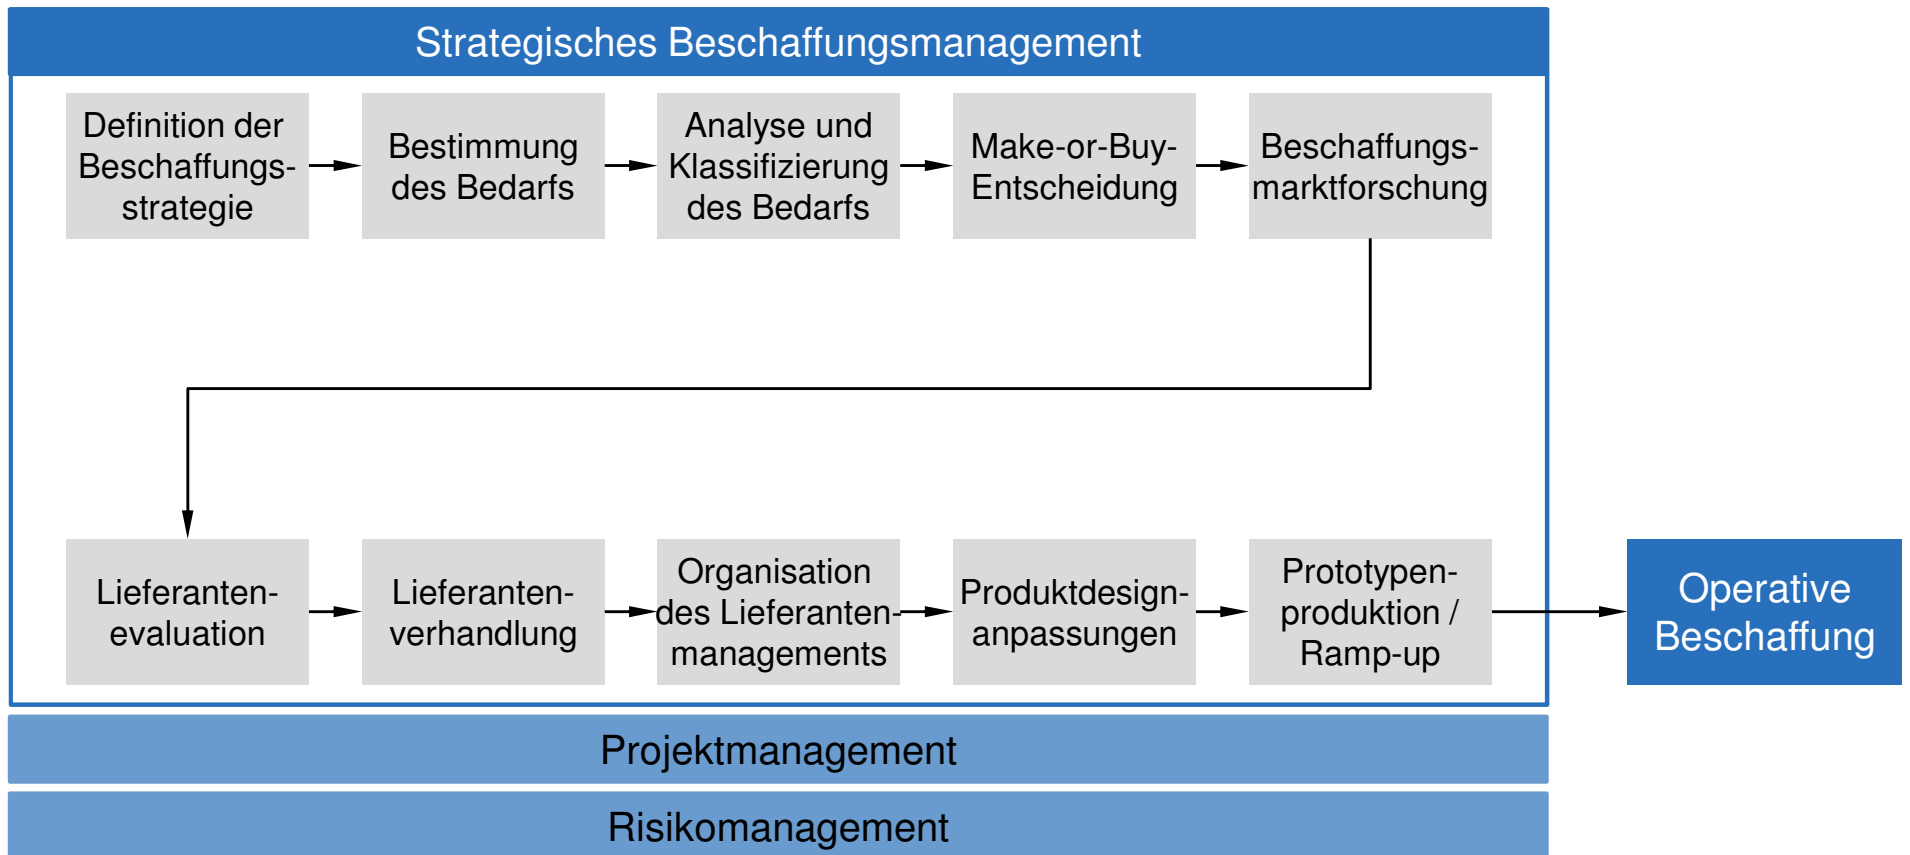 Strategisches Beschaffungsmanagement
Definition der
Beschaffungs-
strategie
Bestimmung
des Bedarfs
Analyse und
Klassifizierung
des Bedarfs
Make-or-Buy-
Entscheidung
Beschaffungs-
marktforschung
Lieferanten-
evaluation
Lieferanten-
verhandlung
Organisation
des Lieferanten-
managements
Produktdesign-
anpassungen
Prototypen-
produktion /
Ramp-up
Operative
Beschaffung
Projektmanagement
Risikomanagement